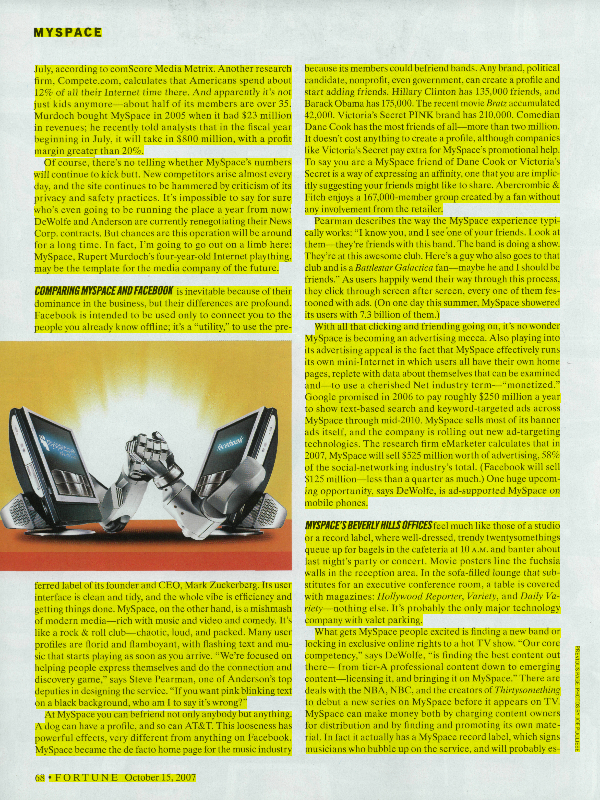 MYSPACE
July, according to comScore Media Metrix. Another research
firm, Compete.com, calculates that Americans spend about
12% of all their Internet time there. And apparently it's not
just kids anymore—about half of its members are over 35.
Murdoch bought MySpace in 2005 when it had $23 million
in revenues; he recently told analysts that in the fiscal year
beginning in July, it will take in $800 million, with a profit
margin greater than 20%.
Of course, there's no telling whether MySpace's numbers
will continue to kick butt. New competitors arise almost every
day, and the site continues to be hammered by criticism of its
privacy and safety practices. It's impossible to say for sure
who's even going to be running the place a year from now:
DeWolfe and Anderson are currently renegotiating their News
Corp. contracts. But chances are this operation will be around
for a long time. In fact, I'm going to go out on a limb here:
MySpace, Rupert Murdoch's four-year-old Internet plaything,
may be the template for the media company of the future.
COMPARING MYSPACE AND FACEBOOK is inevitable because of their
dominance in the business, but their differences are profound.
Facebook is intended to be used only to connect you to the
people you already know offline; it's a "utility," to use the pre-
facebook
ferred label of its founder and CEO, Mark Zuckerberg. Its user
interface is clean and tidy, and the whole vibe is efficiency and
getting things done. MySpace, on the other hand, is a mishmash
of modern media—rich with music and video and comedy. It's
like a rock & roll club—chaotic, loud, and packed. Many user
profiles are florid and flamboyant, with flashing text and mu-
sic that starts playing as soon as you arrive. "We're focused on
helping people express themselves and do the connection and
discovery game," says Steve Pearman, one of Anderson's top
deputies in designing the service. "If you want pink blinking text
on a black background, who am I to say it's wrong?"
At MySpace you can befriend not only anybody but anything.
A dog can have a profile, and so can AT&T. This looseness has
powerful effects, very different from anything on Facebook.
MySpace became the de facto home page for the music industry
because its members could befriend bands. Any brand, political
candidate, nonprofit, even government, can create a profile and
start adding friends. Hillary Clinton has 135,000 friends, and
Barack Obama has 175,000. The recent movie Bratz accumulated
42,000. Victoria's Secret PINK brand has 210,000. Comedian
Dane Cook has the most friends of all—more than two million.
It doesn't cost anything to create a profile, although companies
like Victoria's Secret pay extra for MySpace's promotional help.
To say you are a MySpace friend of Dane Cook or Victoria's
Secret is a way of expressing an affinity, one that you are implic-
itly suggesting your friends might like to share. Abercrombie &
Fitch enjoys a 167,000-member group created by a fan without
any involvement from the retailer.
Pearman describes the way the MySpace experience typi-
cally works: "I know you, and I see one of your friends. Look at
them—they're friends with this band. The band is doing a show.
They're at this awesome club. Here's a guy who also goes to that
club and is a Battlestar Galactica fan—maybe he and I should be
friends." As users happily wend their way through this process,
they click through screen after screen, every one of them fes-
tooned with ads. (On one day this summer, MySpace showered
its users with 7.3 billion of them.)
With all that clicking and friending going on, it's no wonder
MySpace is becoming an advertising mecca. Also playing into
its advertising appeal is the fact that MySpace effectively runs
its own mini-Internet in which users all have their own home
pages, replete with data about themselves that can be examined
and—to use a cherished Net industry term—"monetized."
Google promised in 2006 to pay roughly $250 million a year
to show text-based search and keyword-targeted ads across
MySpace through mid-2010. MySpace sells most of its banner
ads itself, and the company is rolling out new ad-targeting
technologies. The research firm eMarketer calculates that in
2007, MySpace will sell $525 million worth of advertising, 58%
of the social-networking industry's total. (Facebook will sell
$125 million—less than a quarter as much.) One huge upcom-
ing opportunity, says DeWolfe, is ad-supported MySpace on
mobile phones.
MYSPACE'S BEVERLY HILLS OFFICES feel much like those of a studio
or a record label, where well-dressed, trendy twentysomethings
queue up for bagels in the cafeteria at 10 A.M. and banter about
last night's party or concert. Movie posters line the fuchsia
walls in the reception area. In the sofa-filled lounge that sub-
stitutes for an executive conference room, a table is covered
with magazines: Hollywood Reporter, Variety, and Daily Va-
riety—nothing else. It's probably the only major technology
company with valet parking.
What gets MySpace people excited is finding a new band or
locking in exclusive online rights to a hot TV show. "Our core
competency," says DeWolfe, "is finding the best content out
there—from tier-A professional content down to emerging
content—licensing it, and bringing it on MySpace." There are
deals with the NBA, NBC, and the creators of Thirtysomething
to debut a new series on MySpace before it appears on TV.
MySpace can make money both by charging content owners
for distribution and by finding and promoting its own mate-
rial. In fact it actually has a MySpace record label, which signs
musicians who bubble up on the service, and will probably es-
68 • FORTUNE October 15, 2007